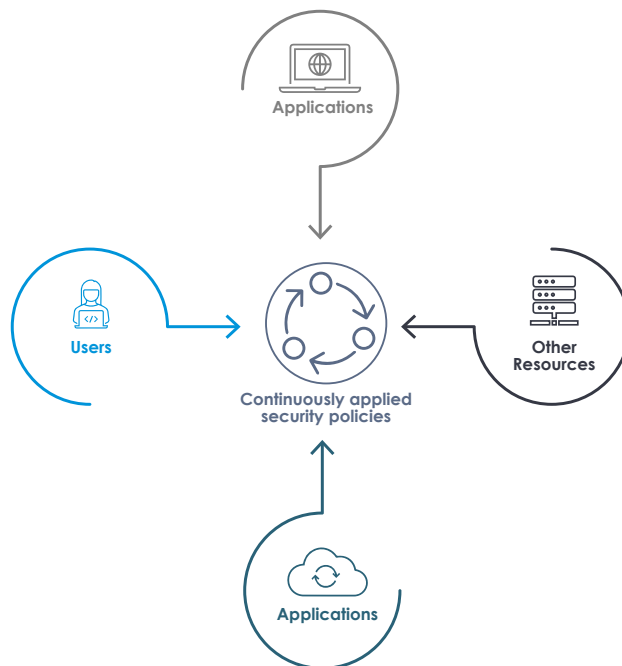 Applications
Users
Other
Resources
Continuously applied
security policies
Applications